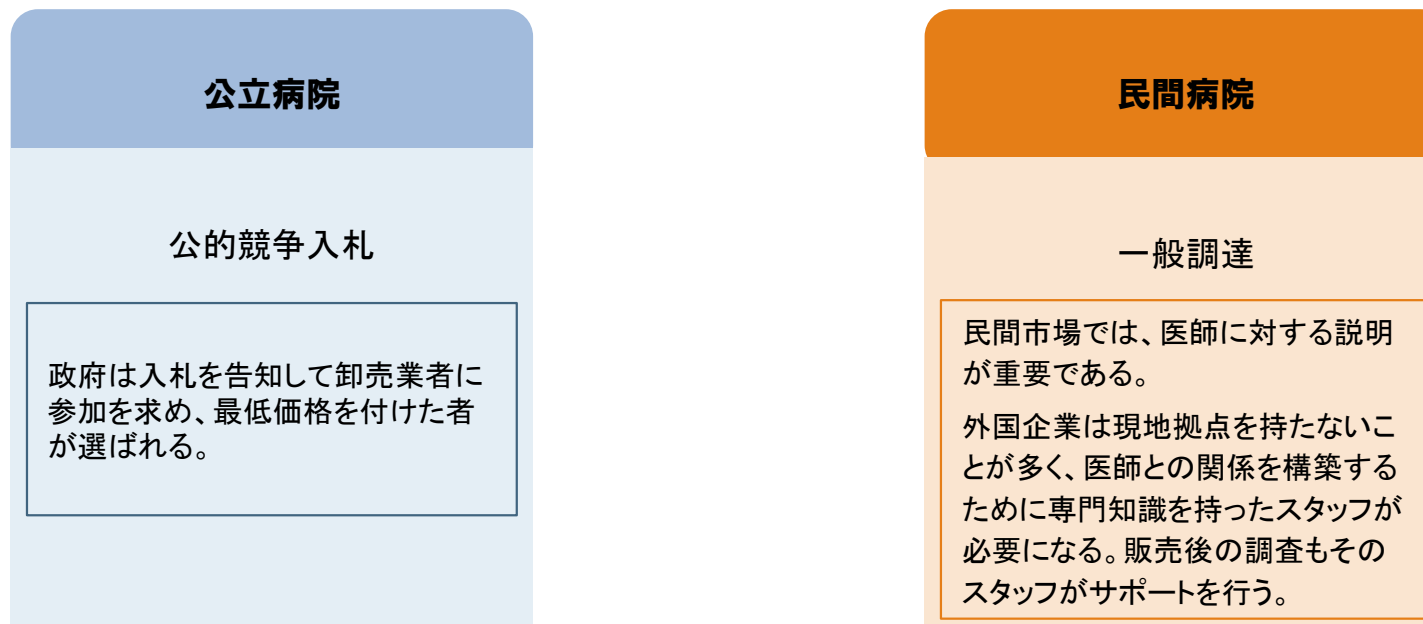 公立病院
公的競争入札
政府は入札を告知して卸売業者に
参加を求め、最低価格を付けた者
が選ばれる。
民間病院
一般調達
民間市場では、医師に対する説明
が重要である。
外国企業は現地拠点を持たないこ
とが多く、医師との関係を構築する
ために専門知識を持ったスタッフが
必要になる。販売後の調査もその
スタッフがサポートを行う。